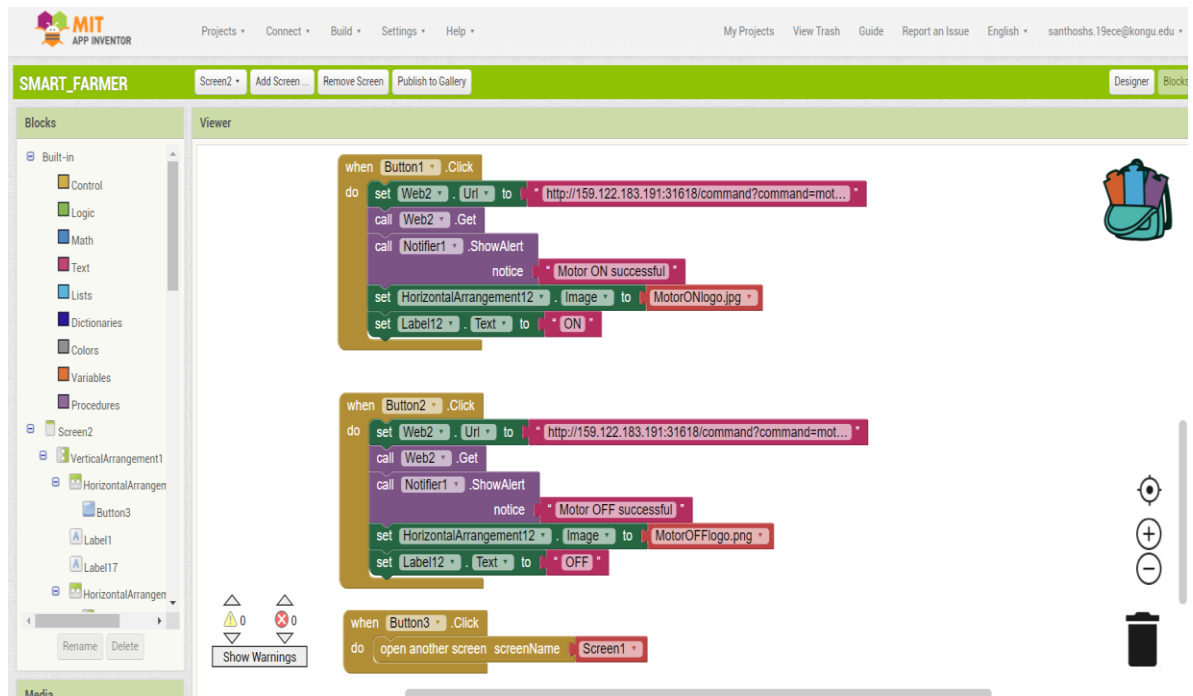 MIT
APP INVENTOR
Projects Connect Build Settings Help My Projects View Trash Guide Report an Issue English santhoshs.19ece@kongu.edu
SMART_FARMER Screen2 Add Screen ... Remove Screen Publish to Gallery Designer Blocks
Blocks Viewer
Built-in
Control
Logic
Math
Text
Lists
Dictionaries
Colors
Variables
Procedures
Screen2
VerticalArrangement1
HorizontalArrangem
Button3
A Label1
A Label17
HorizontalArrangem
Rename Delete
Media
when Button1 .Click
do set Web2 . Url to " http://159.122.183.191:31618/command?command=mot... "
call Web2 .Get
call Notifier1 .ShowAlert
notice " Motor ON successful "
set HorizontalArrangement12 . Image to MotorONlogo.jpg
set Label12 . Text to " ON "
when Button2 .Click
do set Web2 . Url to " http://159.122.183.191:31618/command?command=mot... "
call Web2 .Get
call Notifier1 .ShowAlert
notice " Motor OFF successful "
set HorizontalArrangement12 . Image to MotorOFFlogo.png
set Label12 . Text to " OFF "
when Button3 .Click
do open another screen screenName Screen1
0 0
Show Warnings